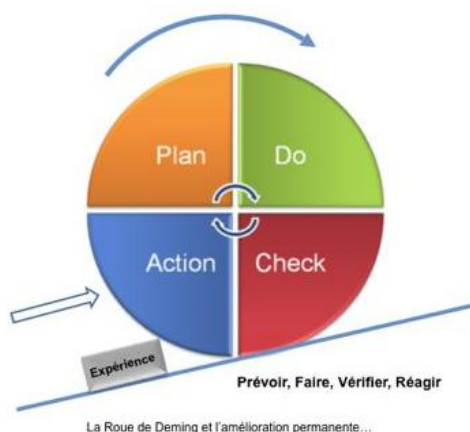 Plan
Do
Action
Check
Expérience
Prévoir, Faire, Vérifier, Réagir
La Roue de Deming et l'amélioration permanente...